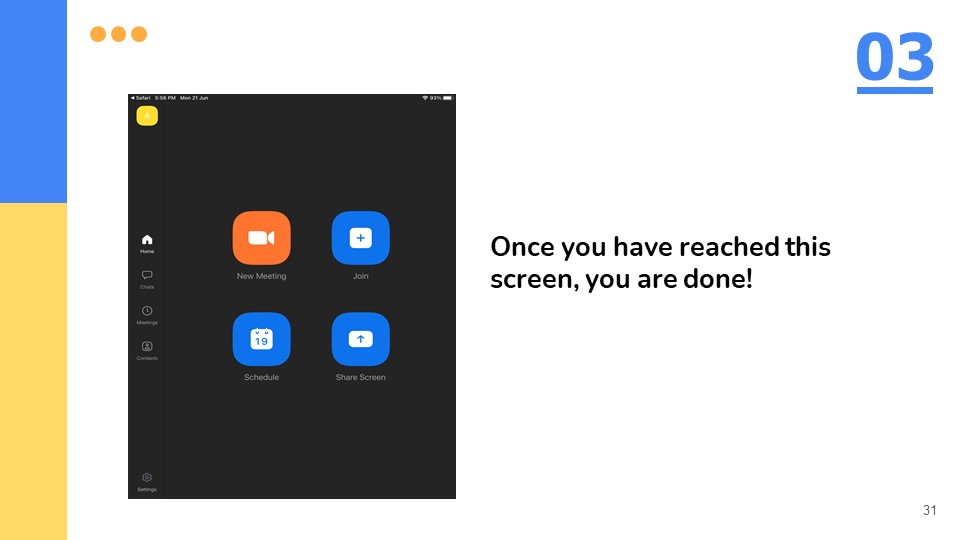 03
Safari 5:56 PM Mon 21 Jun
93%
A
Home
Chats
Meetings
Contacts
Settings
New Meeting
Join
19
Schedule
Share Screen
Once you have reached this
screen, you are done!
31